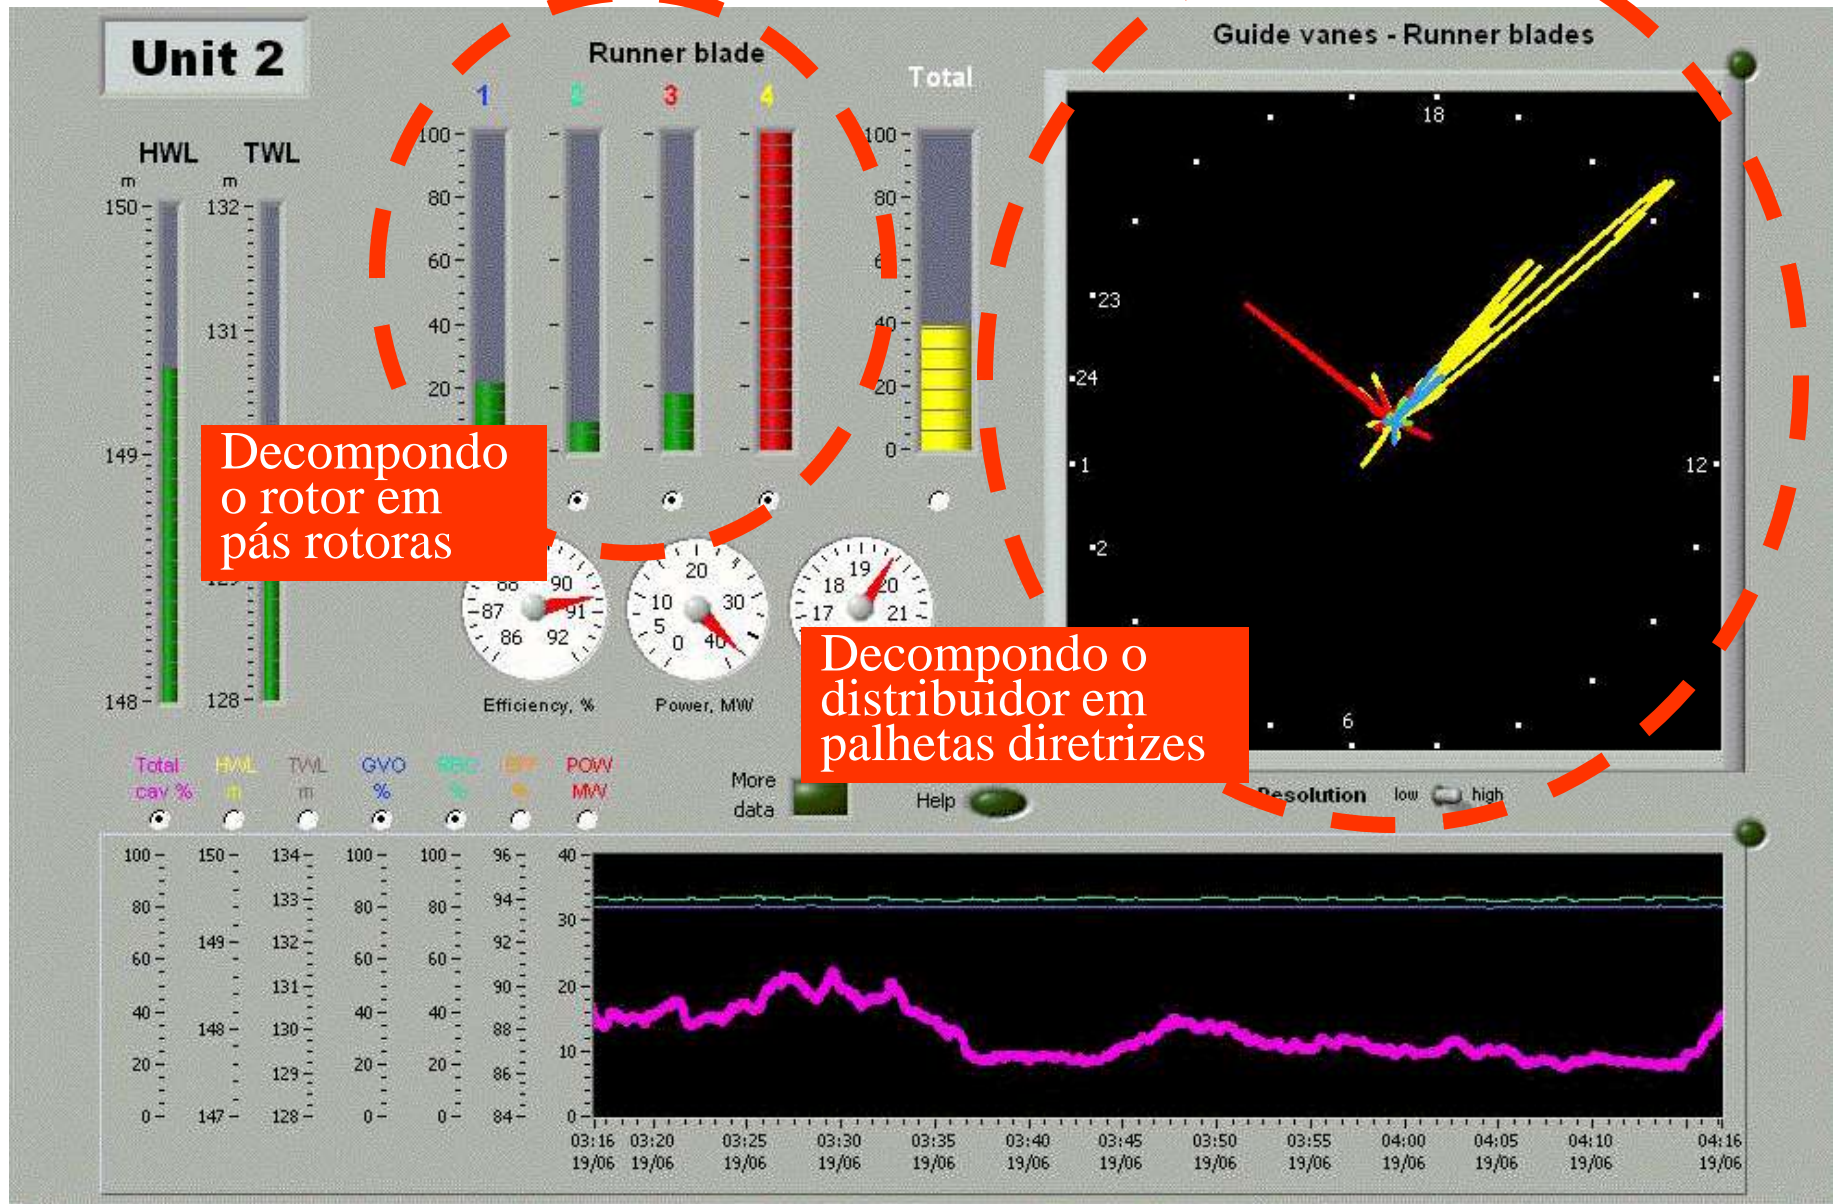 Unit 2
Runner blade
1 2 3 4
Total
Guide vanes - Runner blades
HWL TWL
m m
150 132
131
149
129
148 128
100
80
60
40
20
100
80
60
40
20
0
18
23
24
1
2
12
6
Decompondo
o rotor em
pás rotoras
88 90
87 91
86 92
Efficiency, %
20
10 30
5
0 40
Power, MW
19
18 20
17 21
Decompondo o
distribuidor em
palhetas diretrizes
Total HWL TWL GVO RBO EFF POW
cav % m m % % % MW
More
data
Help
Resolution low high
100 150 134 100 100 96 40
133 94
80 80 80 30
149 132 92
60 60 60
131 90 20
40 40 40
148 130 88
10
20 129 20 20 86
0 147 128 0 0 84 0
03:16 03:20 03:25 03:30 03:35 03:40 03:45 03:50 03:55 04:00 04:05 04:10 04:16
19/06 19/06 19/06 19/06 19/06 19/06 19/06 19/06 19/06 19/06 19/06 19/06 19/06